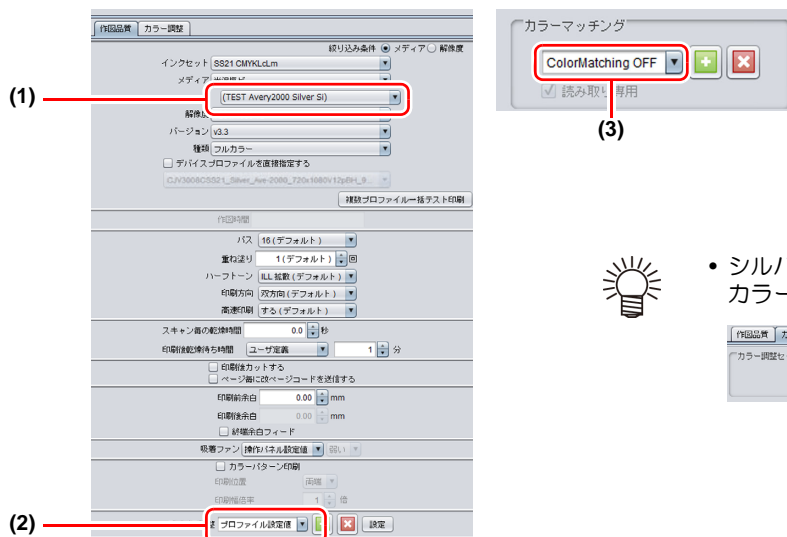 作図品質 カラー調整
絞り込み条件 メディア 解像度
インクセット SS21 CMYKLcLm
メディア
(1)
(TEST Avery2000 Silver Si)
解像度
バージョン v3.3
種類 フルカラー
デバイスプロファイルを直接指定する
複数プロファイル一括テスト印刷
作図時間
パス 16(デフォルト)
重ね塗り 1(デフォルト) 回
ハーフトーン ILL 拡散(デフォルト)
印刷方向 双方向(デフォルト)
高速印刷 する(デフォルト)
スキャン毎の乾燥時間 0.0 秒
印刷後乾燥待ち時間 ユーザ定義 1 分
印刷後カットする
ページ毎に改ページコードを送信する
印刷前余白 0.00 mm
印刷後余白 0.00 mm
終端余白フィード
吸着ファン 操作パネル設定値 弱い
カラーパターン印刷
印刷位置 両端
印刷幅倍率 1 倍
(2)
プロファイル設定値 設定
カラーマッチング
ColorMatching OFF
読み取り専用
(3)
• シルバ
カラー
作図品質
カラー調整セ